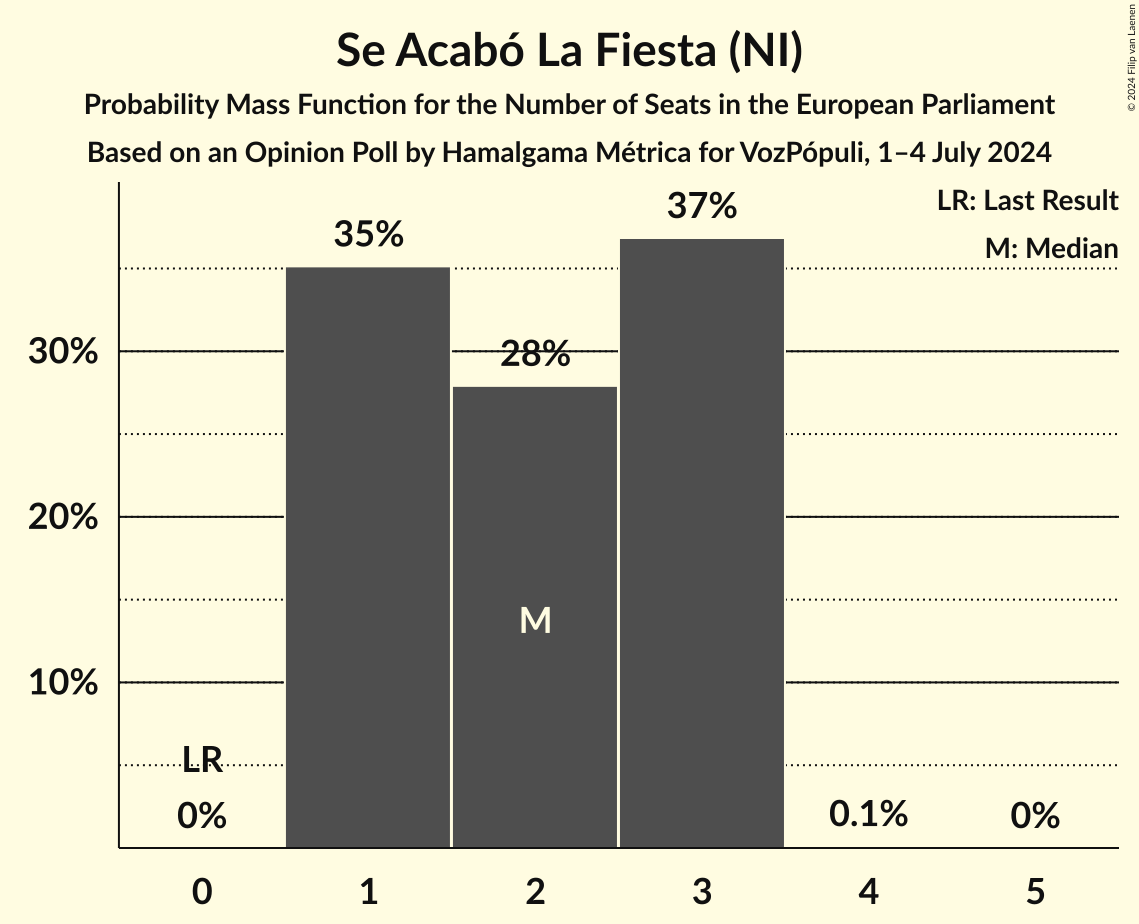 Se Acabó La Fiesta (NI)
Probability Mass Function for the Number of Seats in the European Parliament
Based on an Opinion Poll by Hamalgama Métrica for VozPópuli, 1–4 July 2024
© 2024 Filip van Laenen
LR: Last Result
M: Median
37%
35%
30%
28%
20%
M
10%
LR
0%
0.1%
0%
0 1 2 3 4 5